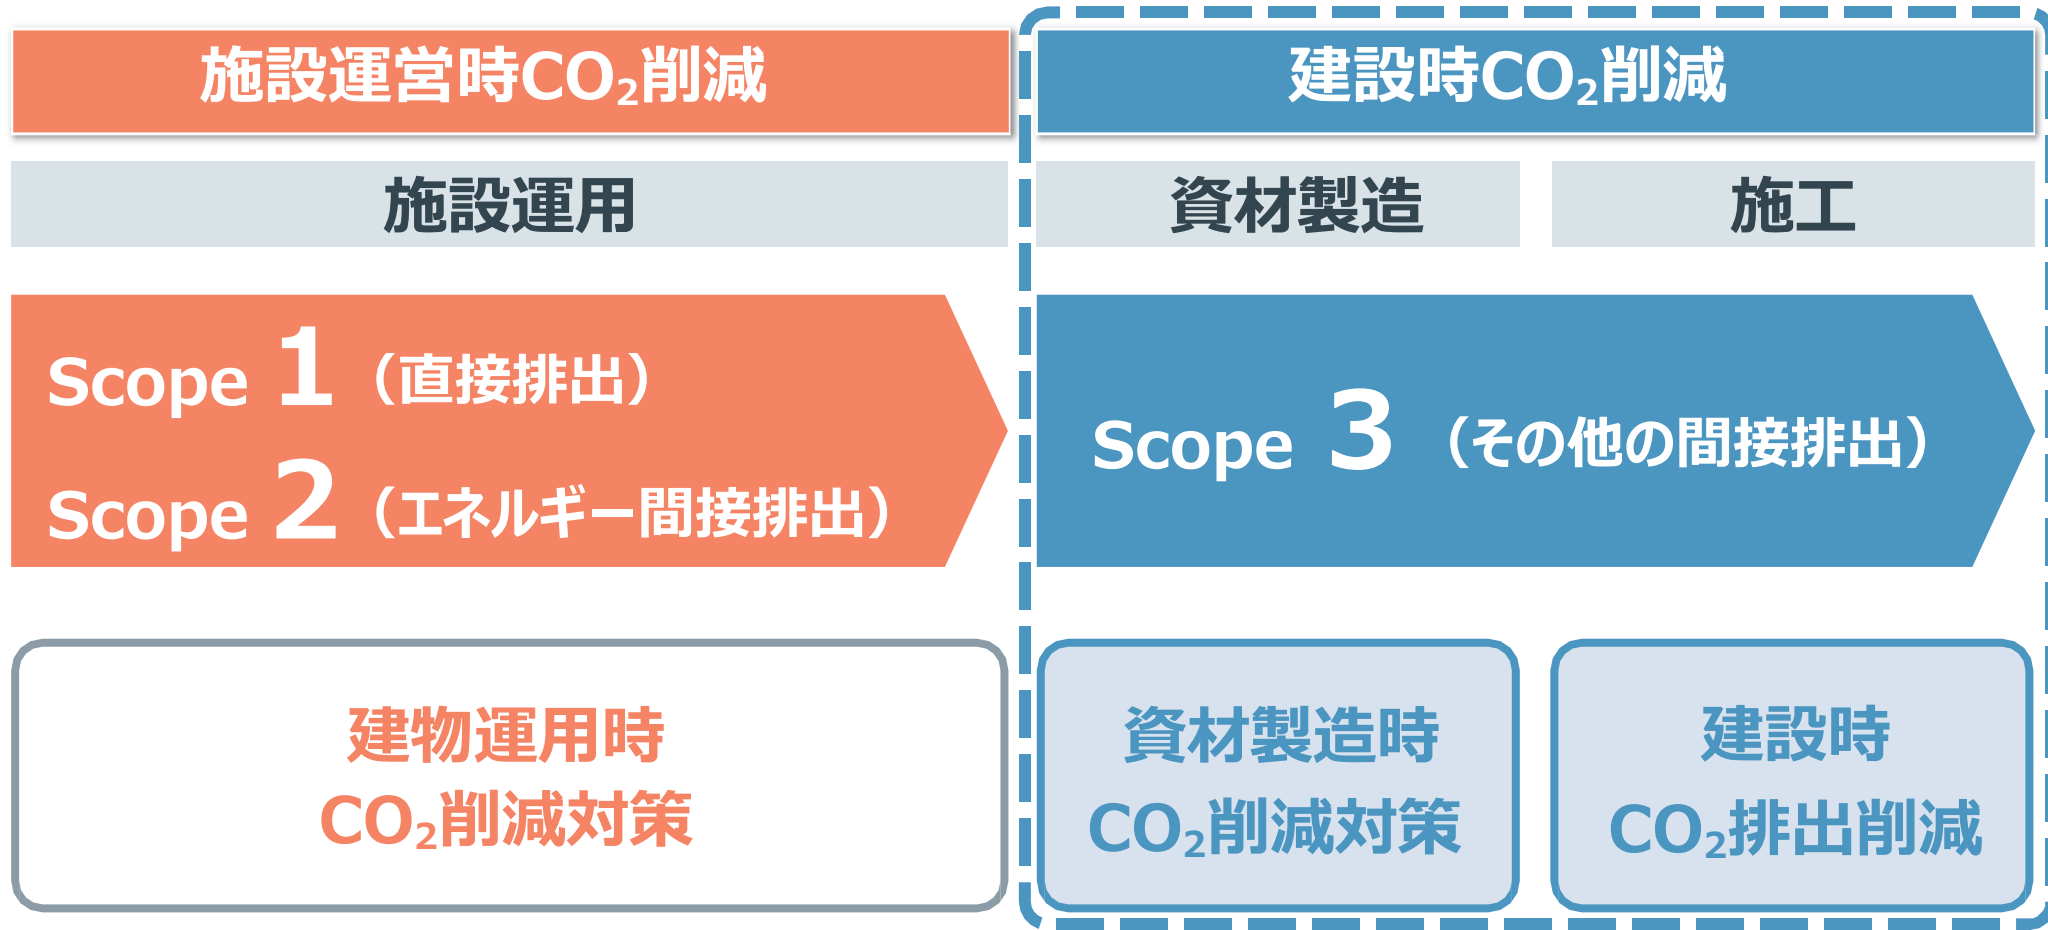 施設運営時CO₂削減
建設時CO₂削減
施設運用
資材製造
施工
Scope 1（直接排出）
Scope 2（エネルギー間接排出）
Scope 3（その他の間接排出）
建物運用時
CO₂削減対策
資材製造時
CO₂削減対策
建設時
CO₂排出削減